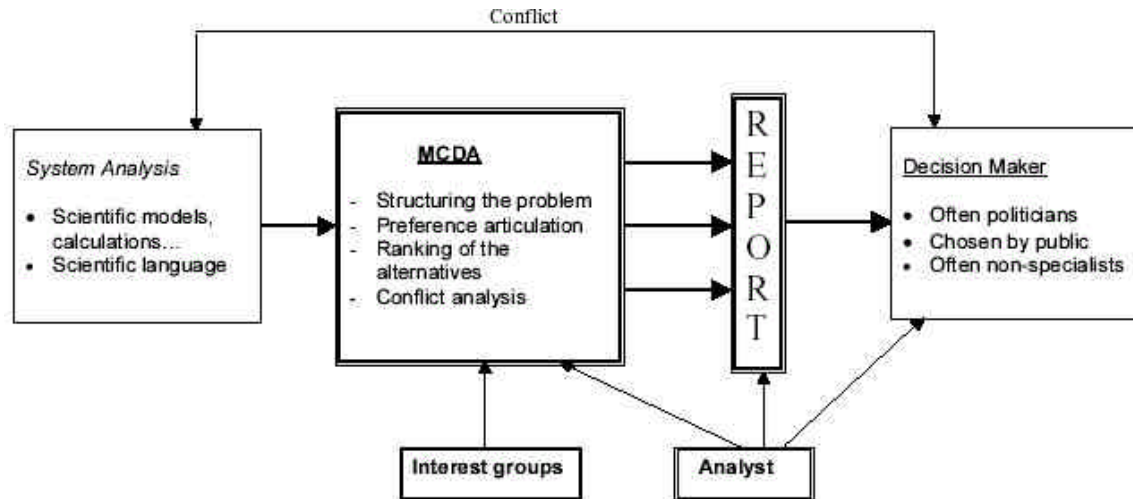 Conflict
System Analysis
• Scientific models,
calculations...
• Scientific language
MCDA
- Structuring the problem
- Preference articulation
- Ranking of the
alternatives
- Conflict analysis
R
E
P
O
R
T
Decision Maker
• Often politicians
• Chosen by public
• Often non-specialists
Interest groups
Analyst